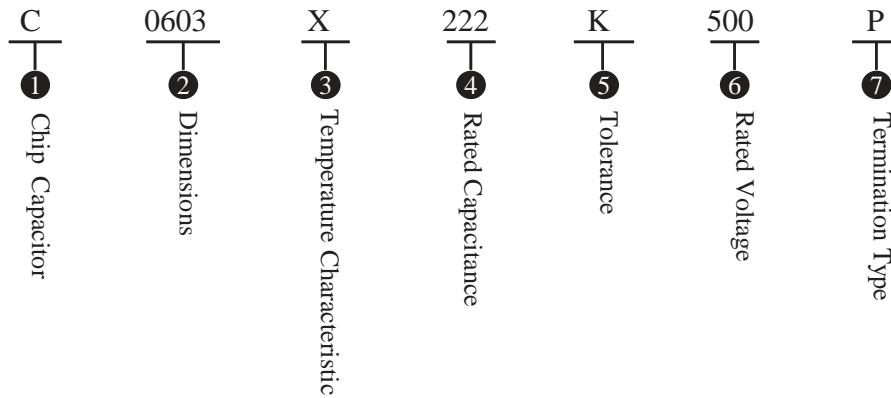 C 0603 X 222 K 500 P
1 2 3 4 5 6 7
Chip Capacitor
Dimensions
Temperature Characteristic
Rated Capacitance
Tolerance
Rated Voltage
Termination Type